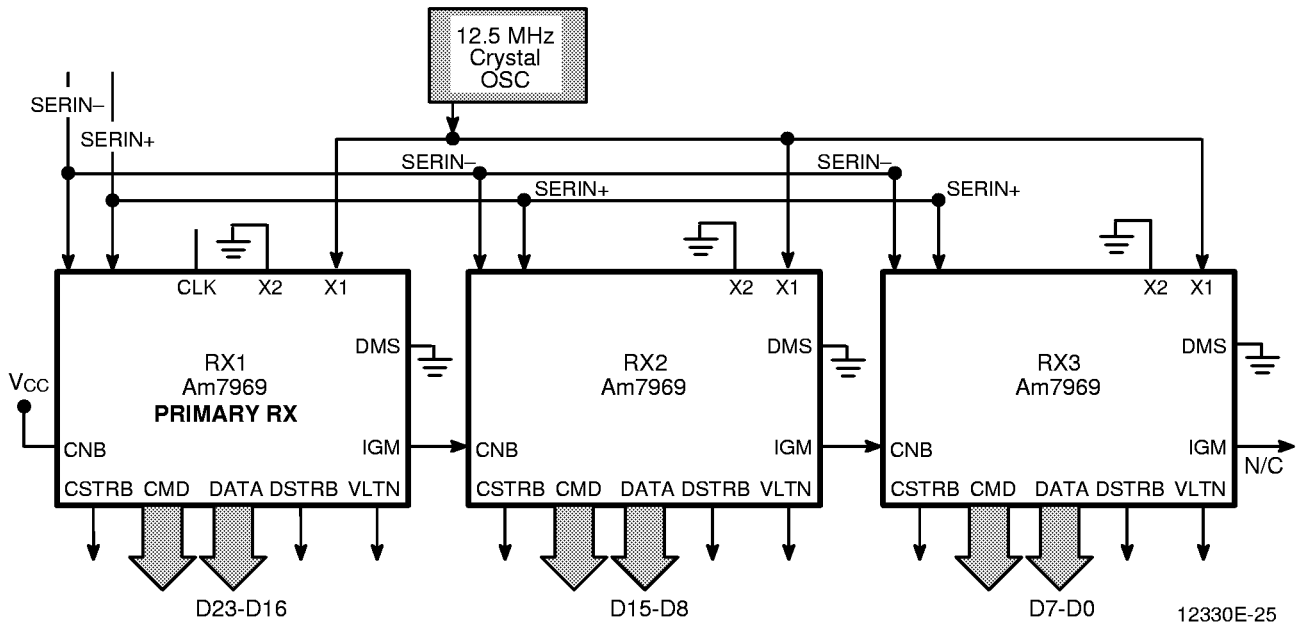 12.5 MHz
Crystal
OSC
SERIN–
SERIN+
SERIN–
SERIN+
SERIN–
SERIN+
CLK X2 X1
X2 X1
X2 X1
DMS
RX1
Am7969
PRIMARY RX
VCC
CNB
IGM
CSTRB CMD DATA DSTRB VLTN
D23-D16
DMS
RX2
Am7969
CNB
IGM
CSTRB CMD DATA DSTRB VLTN
D15-D8
DMS
RX3
Am7969
CNB
IGM
N/C
CSTRB CMD DATA DSTRB VLTN
D7-D0
12330E-25